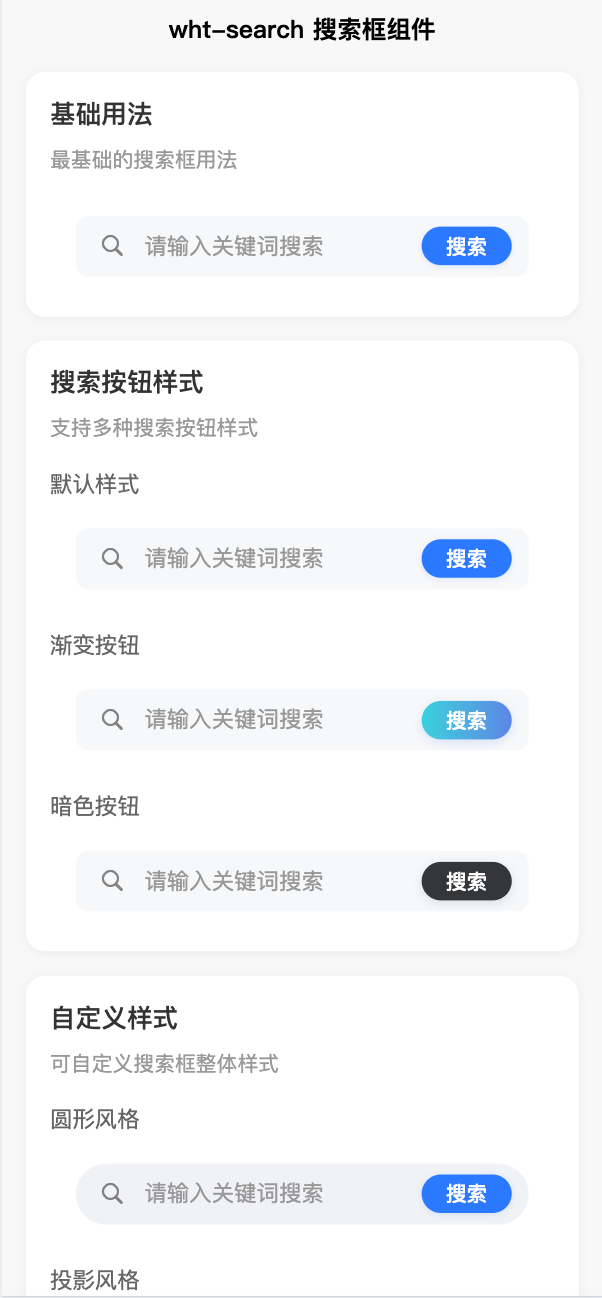 wht-search 搜索框组件
基础用法
最基础的搜索框用法
请输入关键词搜索 搜索
搜索按钮样式
支持多种搜索按钮样式
默认样式
请输入关键词搜索 搜索
渐变按钮
请输入关键词搜索 搜索
暗色按钮
请输入关键词搜索 搜索
自定义样式
可自定义搜索框整体样式
圆形风格
请输入关键词搜索 搜索
投影风格